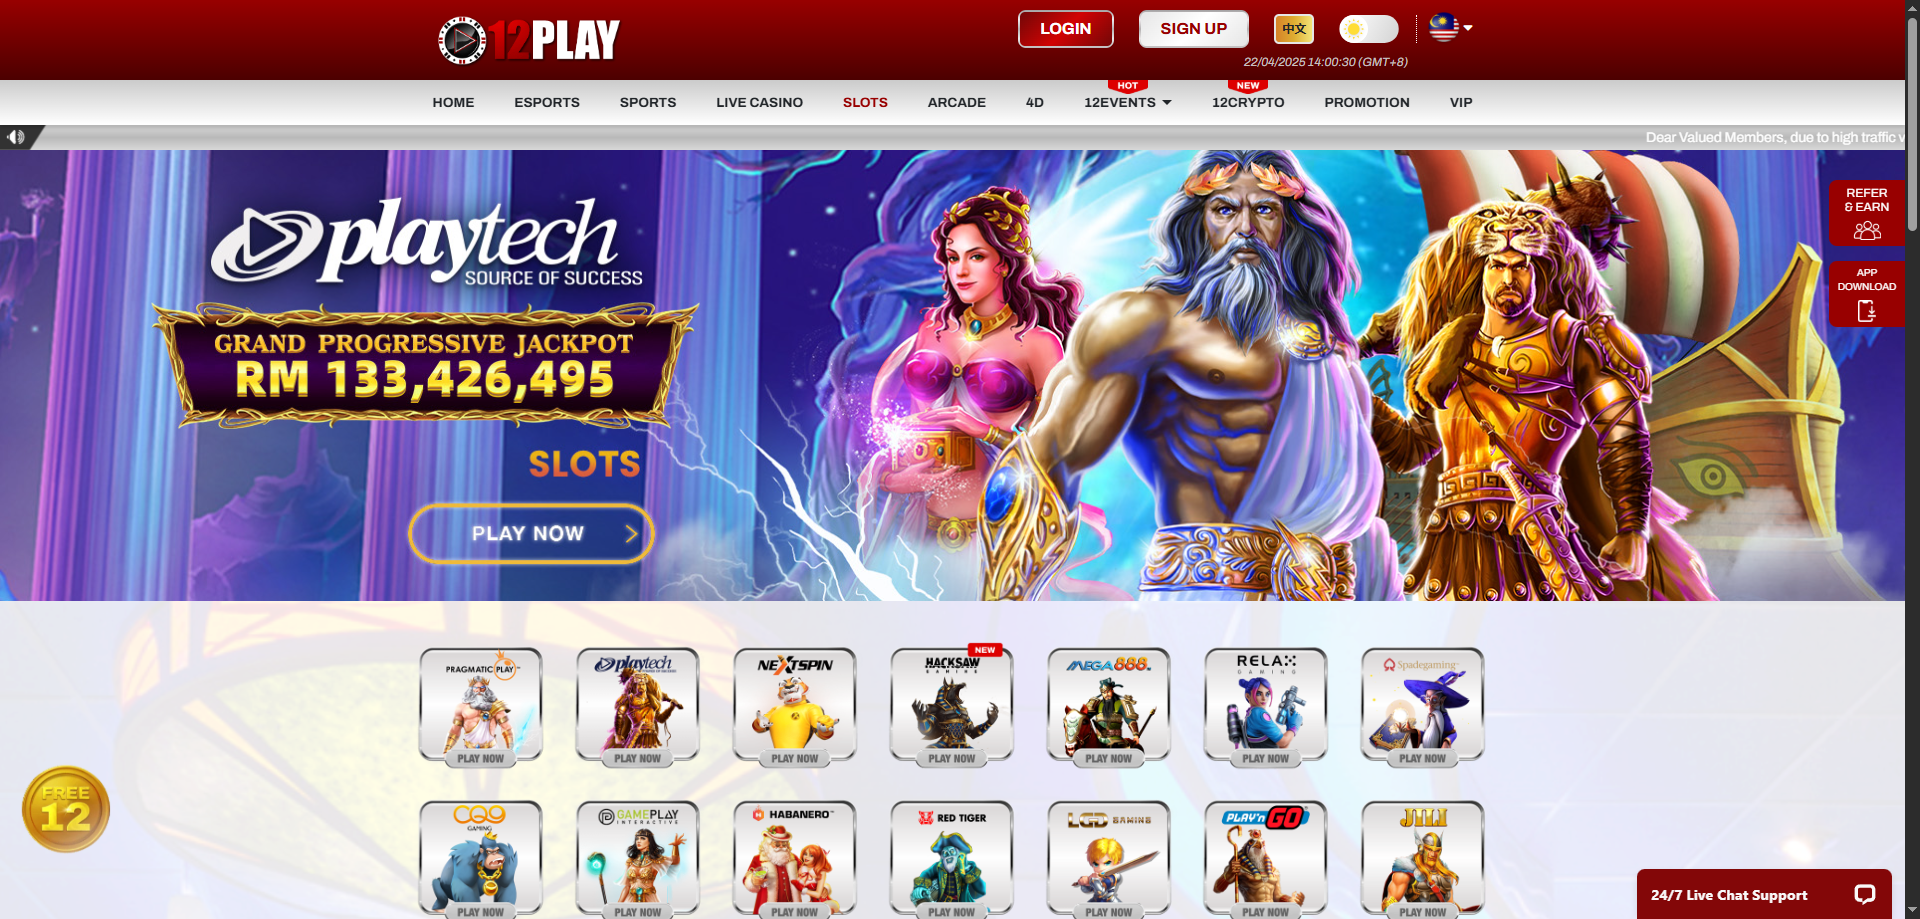 12PLAY
LOGIN
SIGN UP
中文
22/04/2025 14:00:30 (GMT+8)
HOT
NEW
HOME
ESPORTS
SPORTS
LIVE CASINO
SLOTS
ARCADE
4D
12EVENTS
12CRYPTO
PROMOTION
VIP
Dear Valued Members, due to high traffic
playtech
SOURCE OF SUCCESS
GRAND PROGRESSIVE JACKPOT
RM 133,426,495
SLOTS
PLAY NOW
REFER
& EARN
APP
DOWNLOAD
PRAGMATIC PLAY
PLAY NOW
playtech
PLAY NOW
NEXTSPIN
PLAY NOW
NEW
HACKSAW
GAMING
PLAY NOW
MEGA888
PLAY NOW
RELAX
GAMING
PLAY NOW
Spadegaming
PLAY NOW
CQ9
GAMING
PLAY NOW
GAMEPLAY
INTERACTIVE
PLAY NOW
HABANERO
PLAY NOW
RED TIGER
PLAY NOW
LGD GAMING
PLAY NOW
PLAY'n GO
PLAY NOW
JILI
PLAY NOW
FREE
12
24/7 Live Chat Support